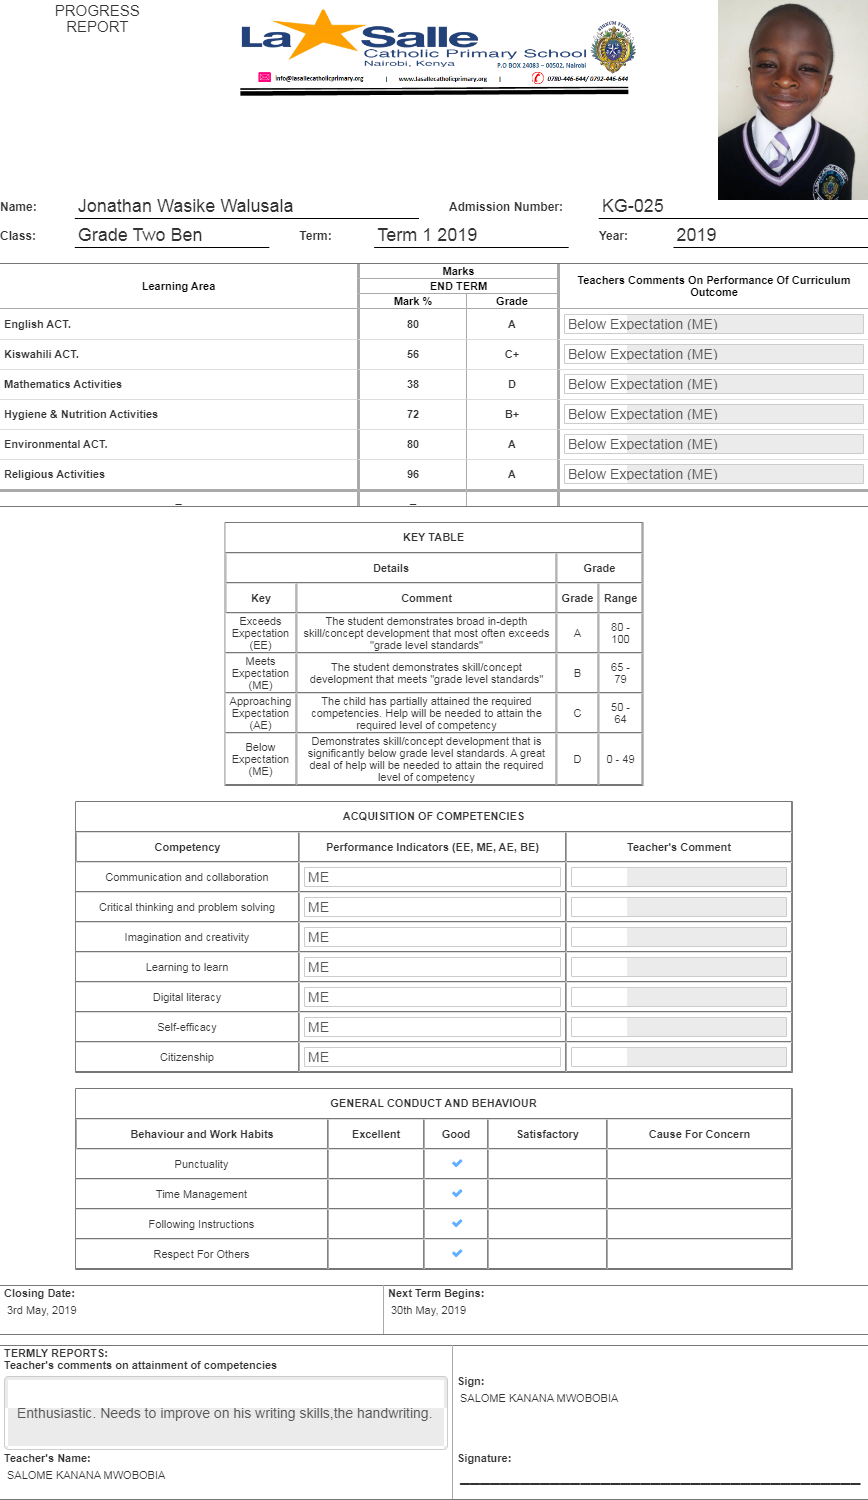 PROGRESS
REPORT
La Salle
Catholic Primary School
Nairobi, Kenya
P.O BOX 24083 – 00502. Nairobi
info@lasallecatholicprimary.org | www.lasallecatholicprimary.org | 0780-446-644/ 0792-446-644
Name: Jonathan Wasike Walusala Admission Number: KG-025
Class: Grade Two Ben Term: Term 1 2019 Year: 2019
Learning Area Marks Teachers Comments On Performance Of Curriculum Outcome
END TERM
Mark % Grade
English ACT. 80 A Below Expectation (ME)
Kiswahili ACT. 56 C+ Below Expectation (ME)
Mathematics Activities 38 D Below Expectation (ME)
Hygiene & Nutrition Activities 72 B+ Below Expectation (ME)
Environmental ACT. 80 A Below Expectation (ME)
Religious Activities 96 A Below Expectation (ME)
KEY TABLE
Details Grade
Key Comment Grade Range
Exceeds Expectation (EE) The student demonstrates broad in-depth skill/concept development that most often exceeds "grade level standards" A 80 - 100
Meets Expectation (ME) The student demonstrates skill/concept development that meets "grade level standards" B 65 - 79
Approaching Expectation (AE) The child has partially attained the required competencies. Help will be needed to attain the required level of competency C 50 - 64
Below Expectation (ME) Demonstrates skill/concept development that is significantly below grade level standards. A great deal of help will be needed to attain the required level of competency D 0 - 49
ACQUISITION OF COMPETENCIES
Competency Performance Indicators (EE, ME, AE, BE) Teacher's Comment
Communication and collaboration ME
Critical thinking and problem solving ME
Imagination and creativity ME
Learning to learn ME
Digital literacy ME
Self-efficacy ME
Citizenship ME
GENERAL CONDUCT AND BEHAVIOUR
Behaviour and Work Habits Excellent Good Satisfactory Cause For Concern
Punctuality
Time Management
Following Instructions
Respect For Others
Closing Date: Next Term Begins:
3rd May, 2019 30th May, 2019
TERMLY REPORTS:
Teacher's comments on attainment of competencies
Sign:
SALOME KANANA MWOBOBIA
Enthusiastic. Needs to improve on his writing skills,the handwriting.
Teacher's Name: Signature:
SALOME KANANA MWOBOBIA